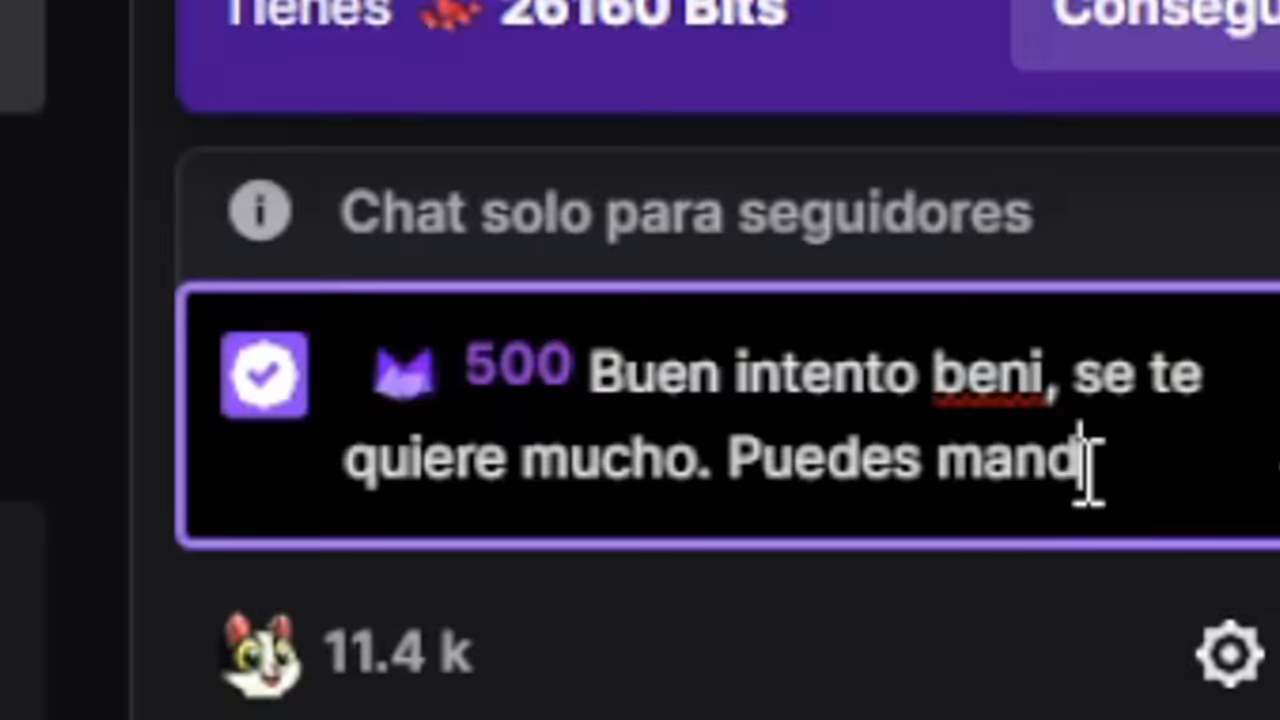 Tienes 26160 Bits
Consegu
Chat solo para seguidores
500 Buen intento beni, se te
quiere mucho. Puedes mand
11.4 k